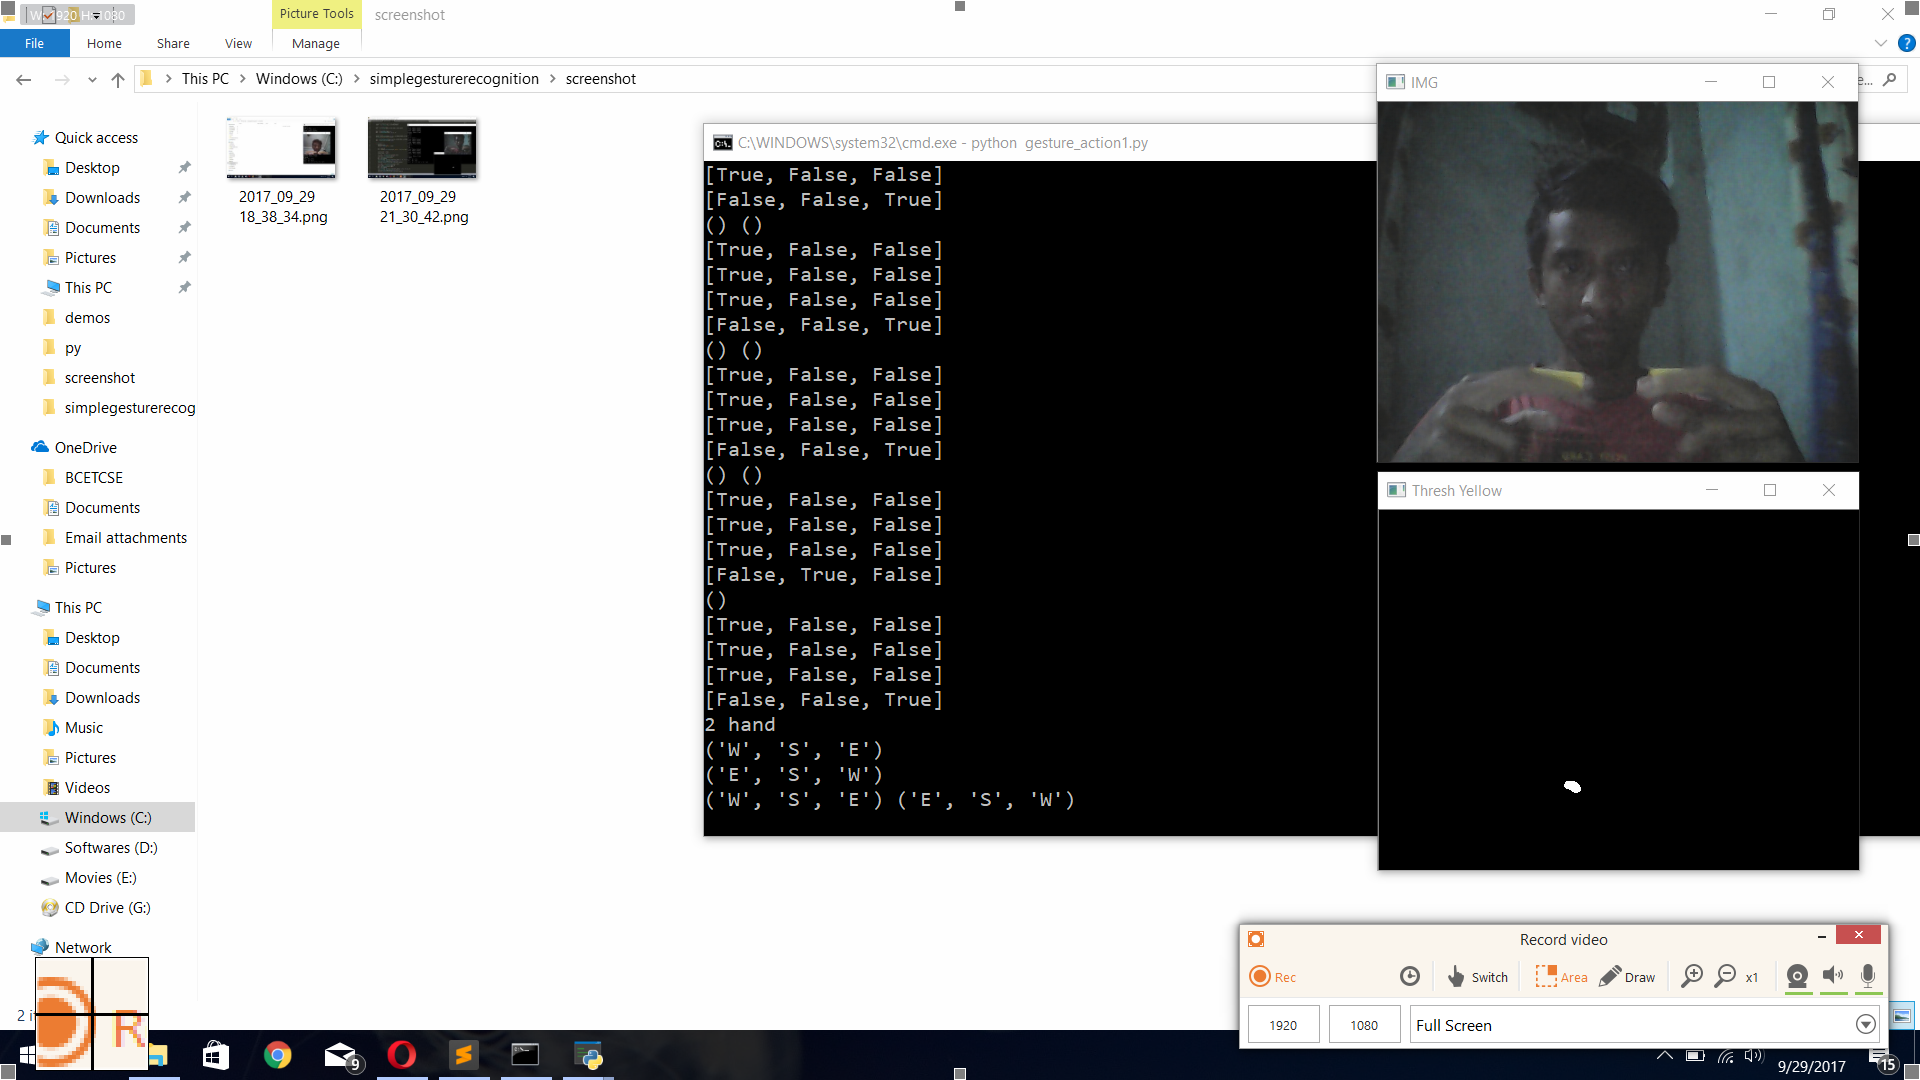 W: 1920 H: 1080
Picture Tools
screenshot
File
Home
Share
View
Manage
This PC
Windows (C:)
simplegesturerecognition
screenshot
e...
Quick access
Desktop
Downloads
Documents
Pictures
This PC
demos
py
screenshot
simplegesturerecog
OneDrive
BCETCSE
Documents
Email attachments
Pictures
This PC
Desktop
Documents
Downloads
Music
Pictures
Videos
Windows (C:)
Softwares (D:)
Movies (E:)
CD Drive (G:)
Network
2017_09_29
18_38_34.png
2017_09_29
21_30_42.png
C:\WINDOWS\system32\cmd.exe - python  gesture_action1.py
[True, False, False]
[False, False, True]
() ()
[True, False, False]
[True, False, False]
[True, False, False]
[False, False, True]
() ()
[True, False, False]
[True, False, False]
[True, False, False]
[False, False, True]
() ()
[True, False, False]
[True, False, False]
[True, False, False]
[False, True, False]
()
[True, False, False]
[True, False, False]
[True, False, False]
[False, False, True]
2 hand
('W', 'S', 'E')
('E', 'S', 'W')
('W', 'S', 'E') ('E', 'S', 'W')
IMG
Thresh Yellow
Record video
Rec
Switch
Area
Draw
x1
1920
1080
Full Screen
2
R
9
9/29/2017
15